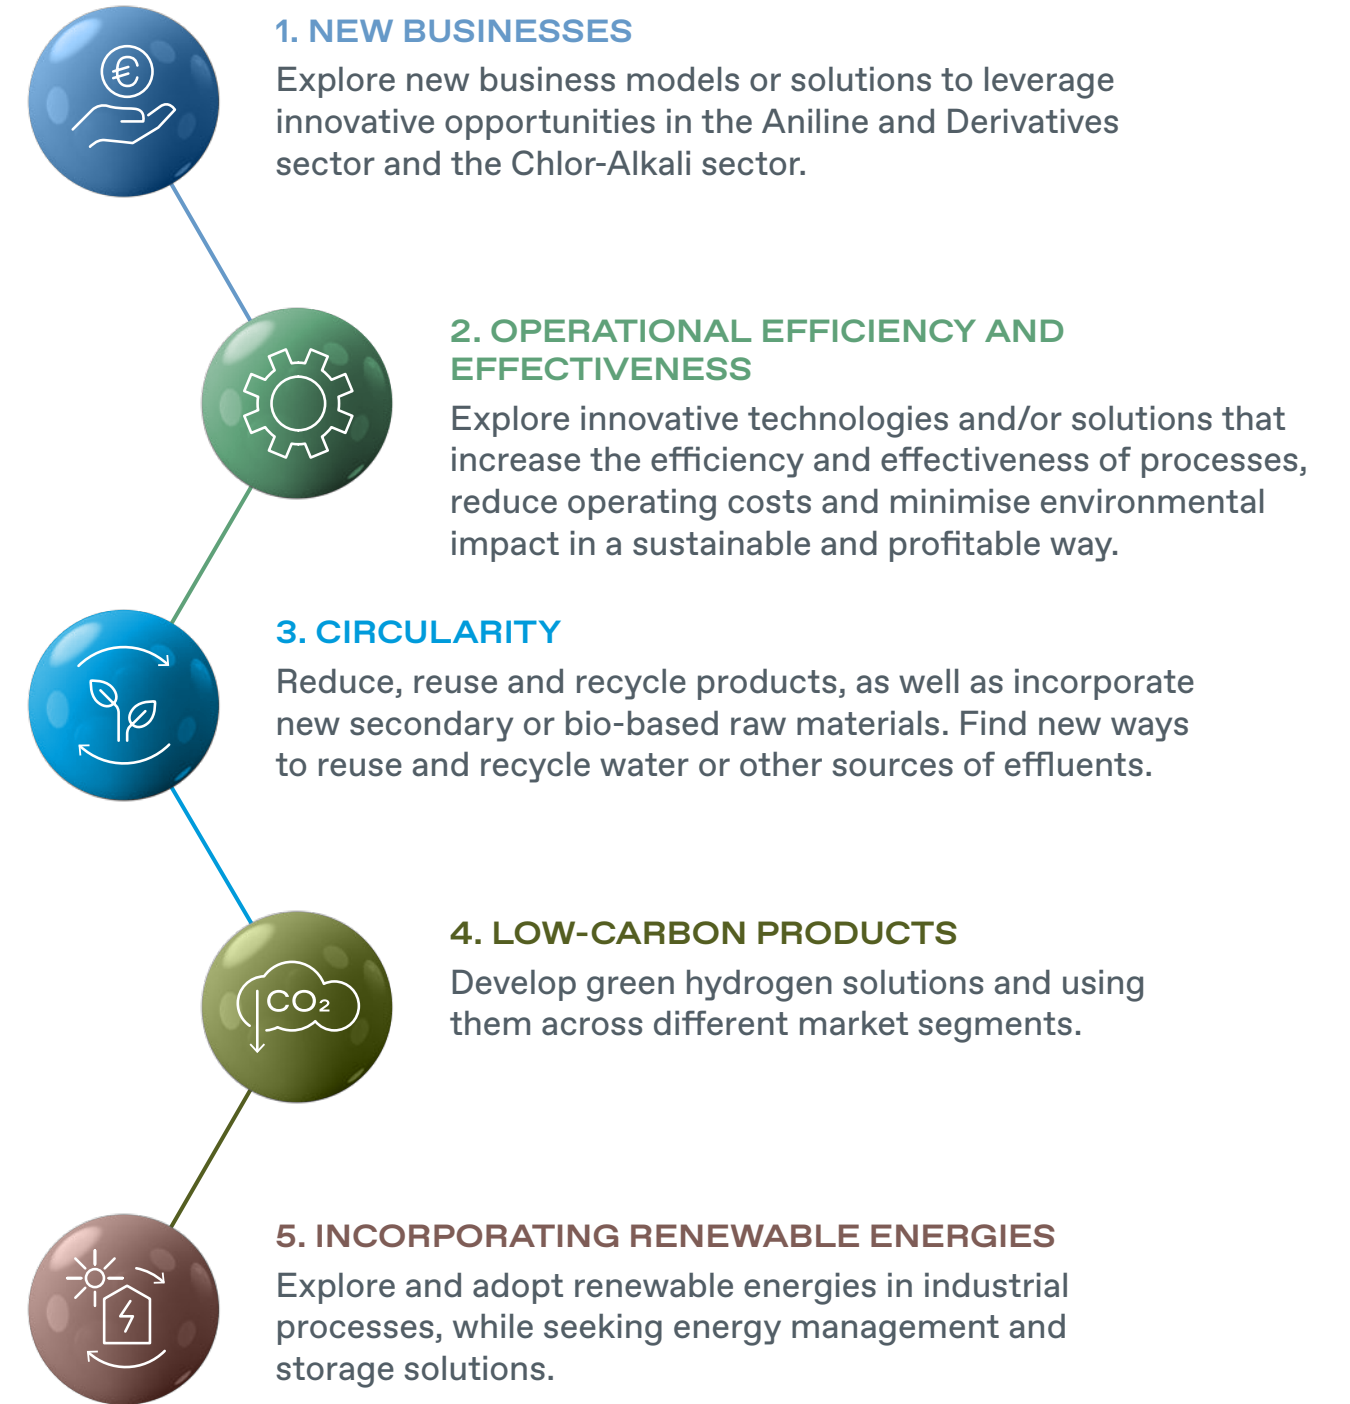 €
1. NEW BUSINESSES
Explore new business models or solutions to leverage
innovative opportunities in the Aniline and Derivatives
sector and the Chlor-Alkali sector.
2. OPERATIONAL EFFICIENCY AND
EFFECTIVENESS
Explore innovative technologies and/or solutions that
increase the efficiency and effectiveness of processes,
reduce operating costs and minimise environmental
impact in a sustainable and profitable way.
3. CIRCULARITY
Reduce, reuse and recycle products, as well as incorporate
new secondary or bio-based raw materials. Find new ways
to reuse and recycle water or other sources of effluents.
4. LOW-CARBON PRODUCTS
Develop green hydrogen solutions and using
them across different market segments.
CO₂
5. INCORPORATING RENEWABLE ENERGIES
Explore and adopt renewable energies in industrial
processes, while seeking energy management and
storage solutions.